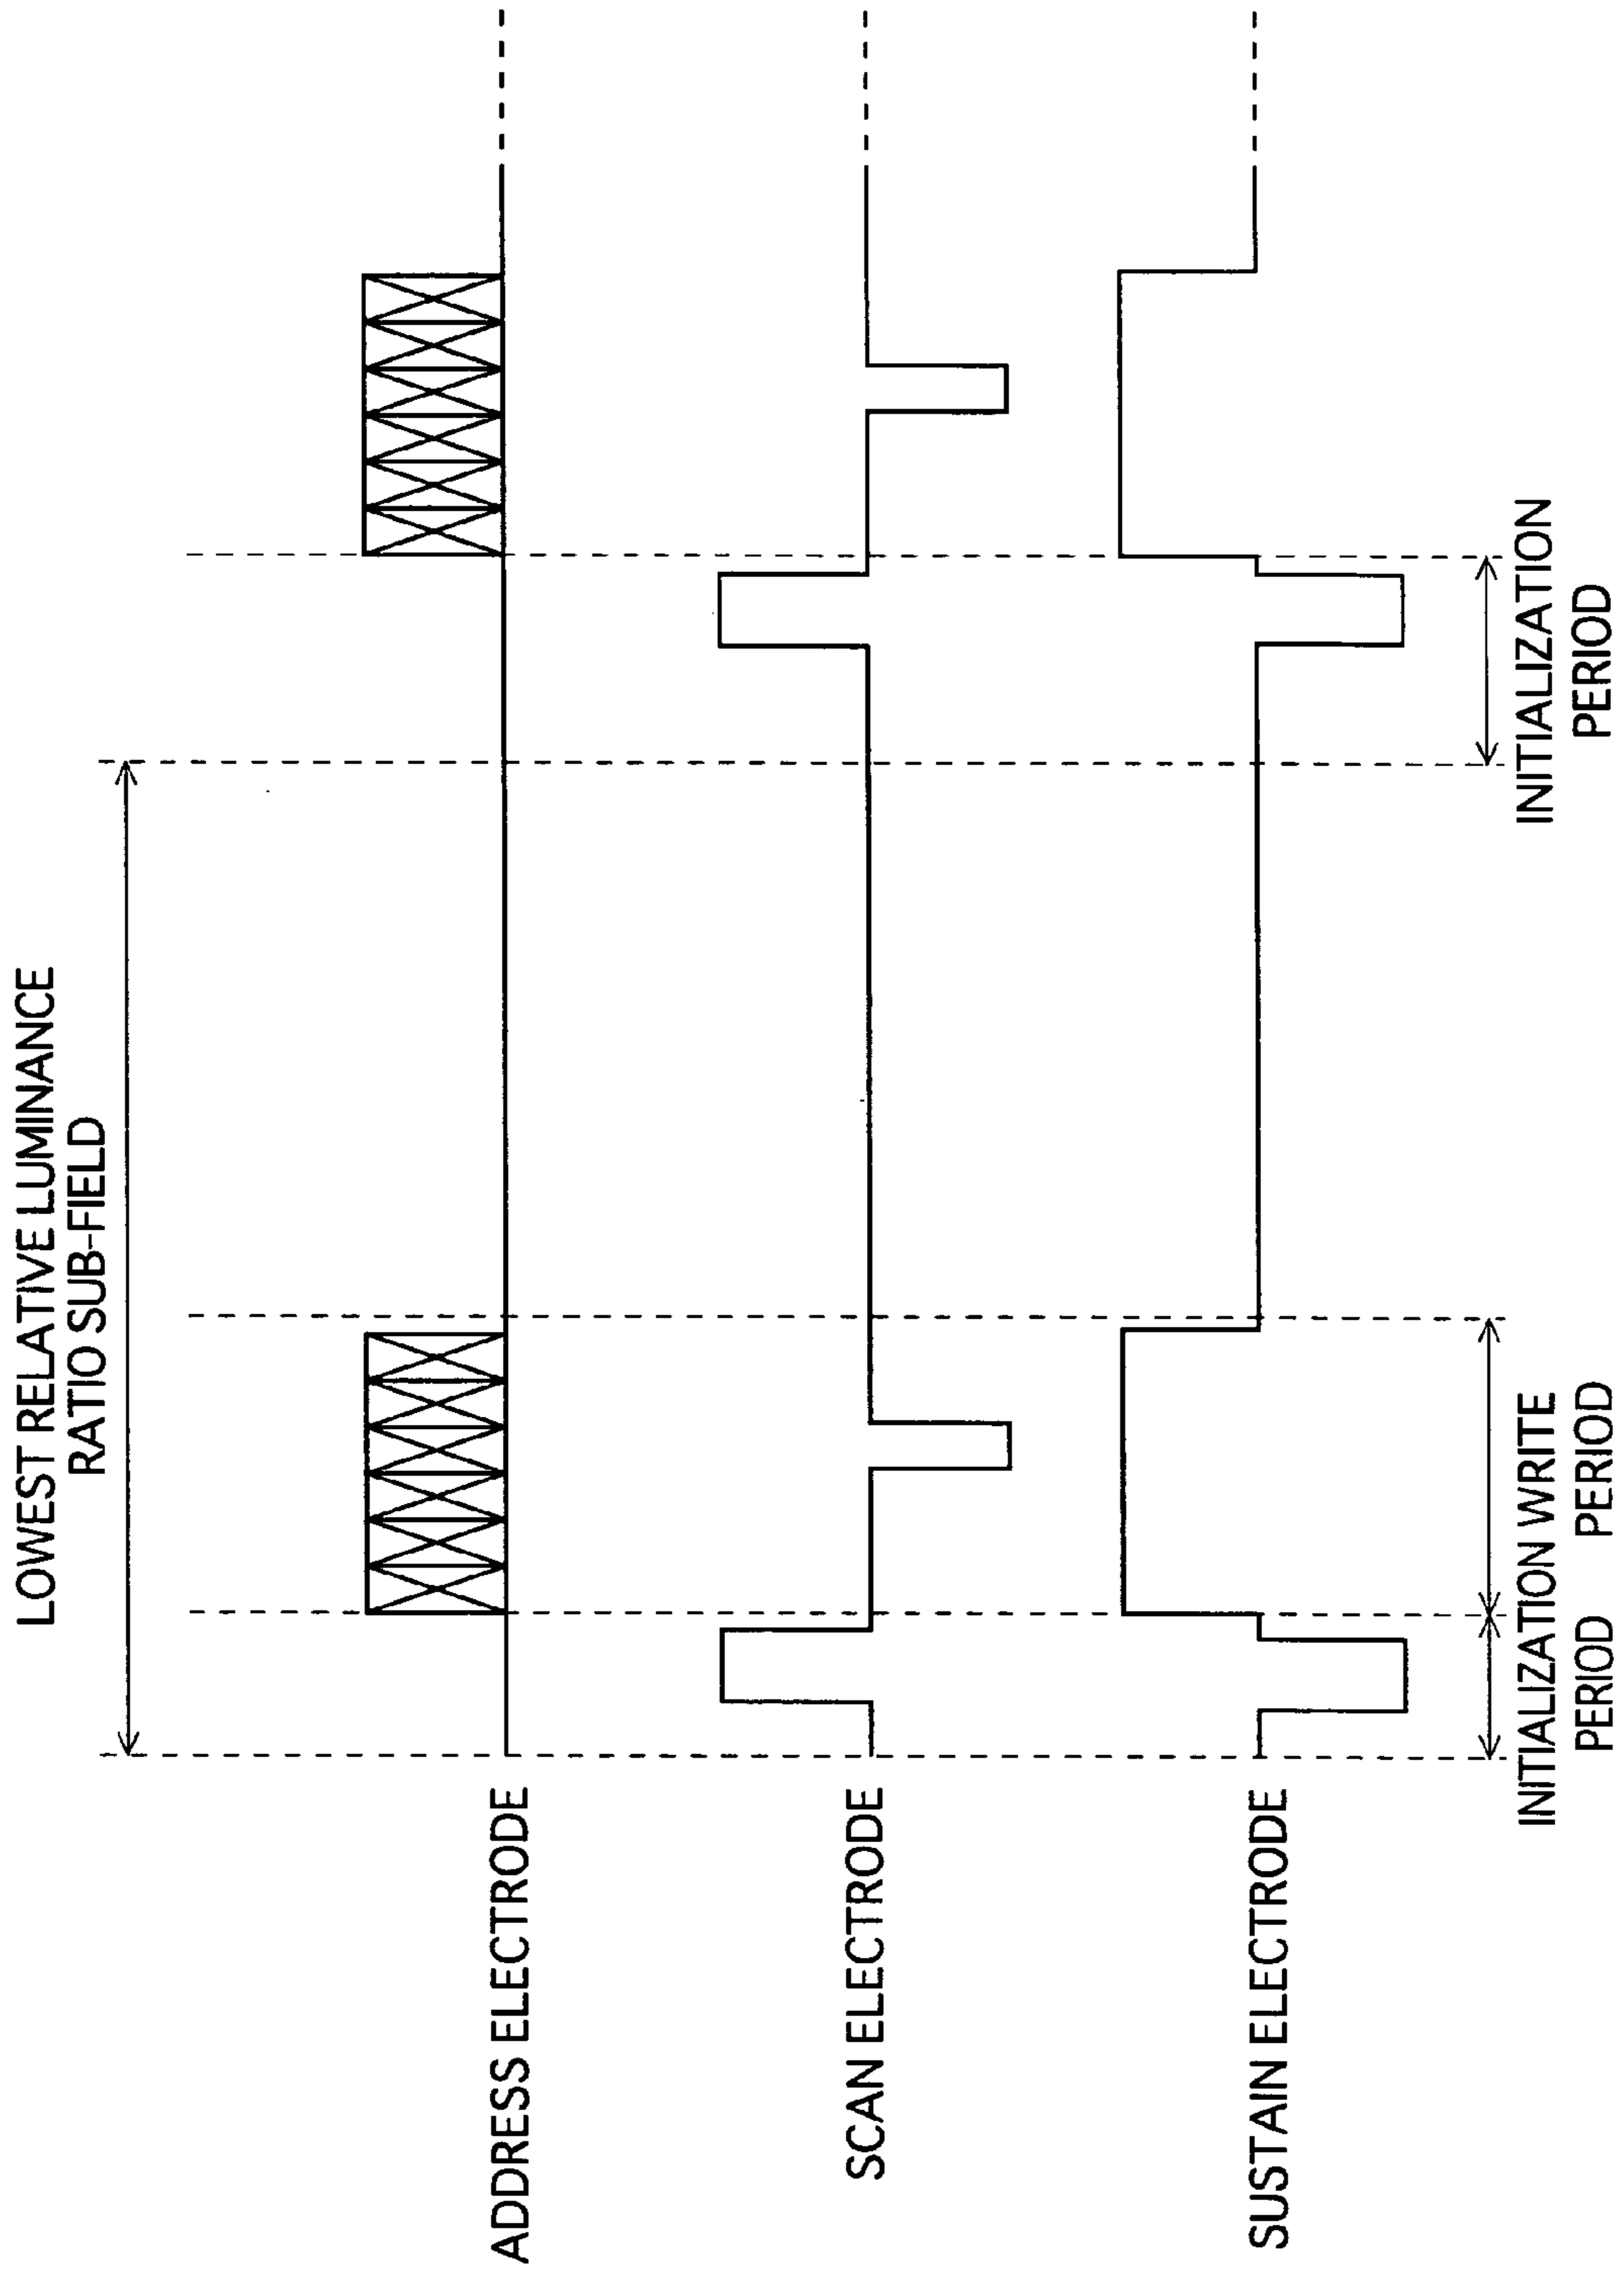 LOWEST RELATIVE LUMINANCE
RATIO SUB-FIELD
ADDRESS ELECTRODE
SCAN ELECTRODE
SUSTAIN ELECTRODE
INITIALIZATION WRITE
PERIOD PERIOD
INITIALIZATION
PERIOD